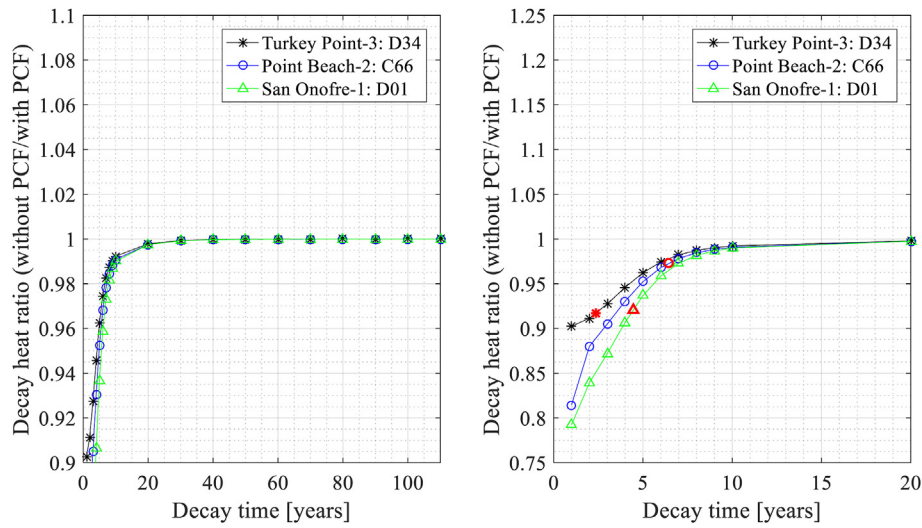 Decay heat ratio (without PCF/with PCF)
1.1
1.08
1.06
1.04
1.02
1
0.98
0.96
0.94
0.92
0.9
Turkey Point-3: D34
Point Beach-2: C66
San Onofre-1: D01
0 20 40 60 80 100
Decay time [years]
Decay heat ratio (without PCF/with PCF)
1.25
1.2
1.15
1.1
1.05
1
0.95
0.9
0.85
0.8
0.75
Turkey Point-3: D34
Point Beach-2: C66
San Onofre-1: D01
0 5 10 15 20
Decay time [years]